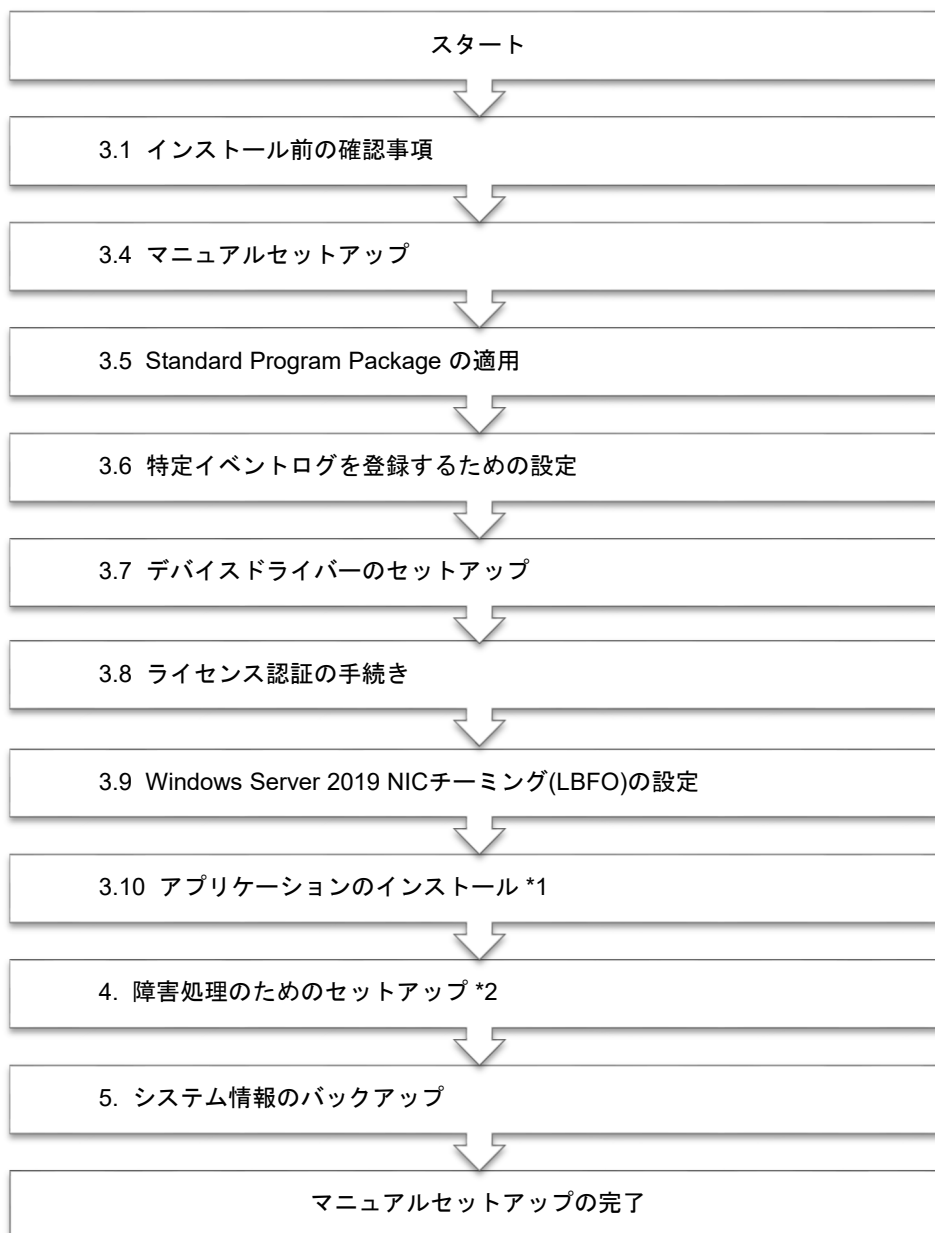 スタート
3.1 インストール前の確認事項
3.4 マニュアルセットアップ
3.5 Standard Program Package の適用
3.6 特定イベントログを登録するための設定
3.7 デバイスドライバーのセットアップ
3.8 ライセンス認証の手続き
3.9 Windows Server 2019 NICチーミング(LBFO)の設定
3.10 アプリケーションのインストール *1
4. 障害処理のためのセットアップ *2
5. システム情報のバックアップ
マニュアルセットアップの完了